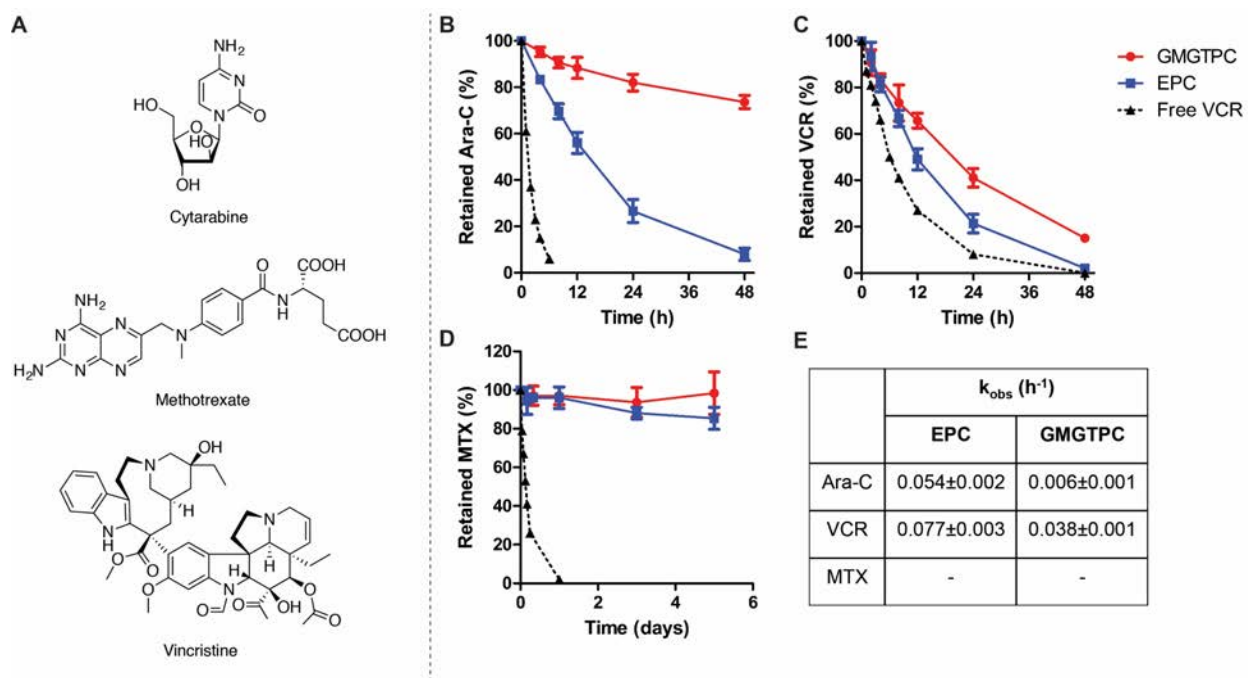 A
NH₂
N
N
O
HO
O
HO
OH
Cytarabine
NH₂
N
N
H₂N
N
N
N
O
N
H
COOH
COOH
Methotrexate
OH
N
H
N
H
O
O
O
N
H
N
H
O
OH
O
O
O
O
Vincristine
B
Retained Ara-C (%)
100
80
60
40
20
0
0 12 24 36 48
Time (h)
C
Retained VCR (%)
100
80
60
40
20
0
0 12 24 36 48
Time (h)
GMGTPC
EPC
Free VCR
D
Retained MTX (%)
120
100
80
60
40
20
0
0 2 4 6
Time (days)
E
k_obs (h⁻¹)
EPC GMGTPC
Ara-C 0.054±0.002 0.006±0.001
VCR 0.077±0.003 0.038±0.001
MTX - -